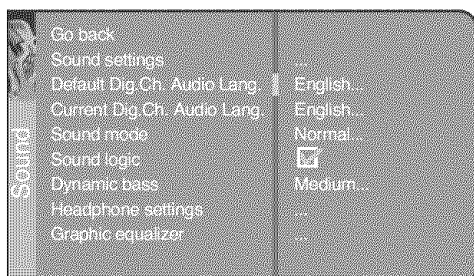 Sound
Go back
Sound settings ...
Default Dig.Ch. Audio Lang. English...
Current Dig.Ch. Audio Lang. English...
Sound mode Normal...
Sound logic
Dynamic bass Medium...
Headphone settings ...
Graphic equalizer ...